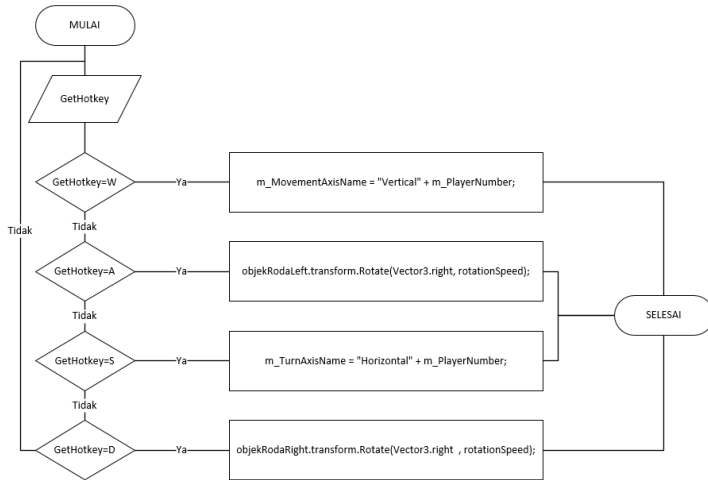 MULAI
GetHotkey
GetHotkey=W
Ya
m_MovementAxisName = "Vertical" + m_PlayerNumber;
Tidak
Tidak
GetHotkey=A
Ya
objekRodaLeft.transform.Rotate(Vector3.right, rotationSpeed);
Tidak
SELESAI
GetHotkey=S
Ya
m_TurnAxisName = "Horizontal" + m_PlayerNumber;
Tidak
GetHotkey=D
Ya
objekRodaRight.transform.Rotate(Vector3.right , rotationSpeed);